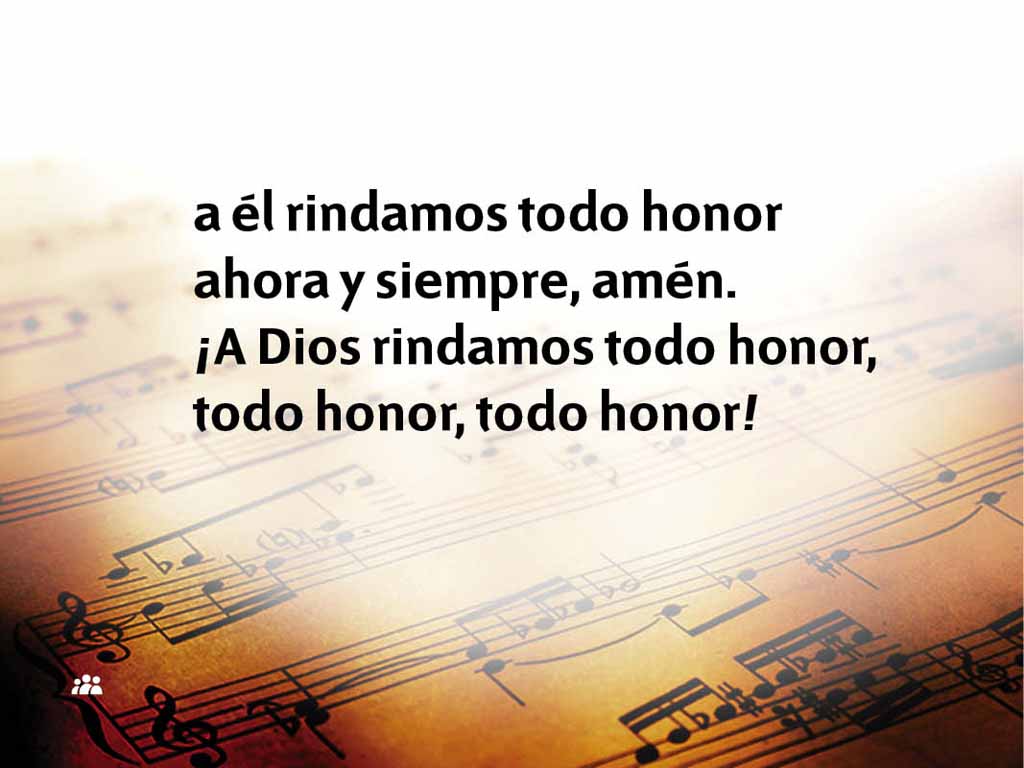 a él rindamos todo honor
ahora y siempre, amén.
¡A Dios rindamos todo honor,
todo honor, todo honor!